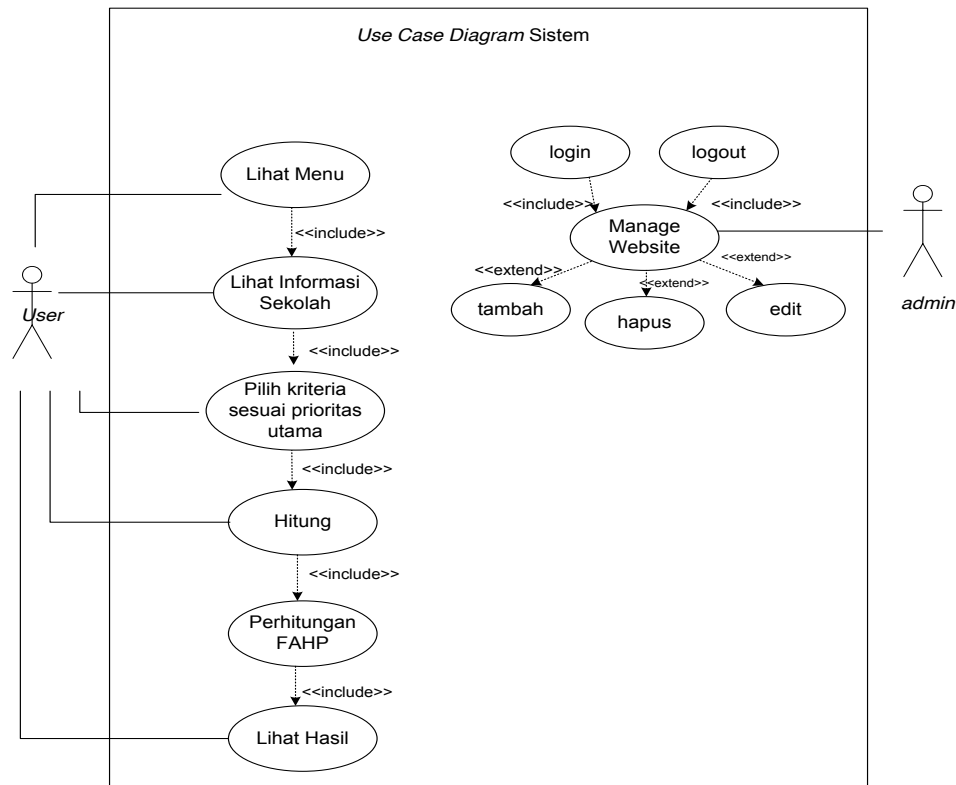 Use Case Diagram Sistem
Lihat Menu
<<include>>
Lihat Informasi
Sekolah
<<include>>
Pilih kriteria
sesuai prioritas
utama
<<include>>
Hitung
<<include>>
Perhitungan
FAHP
<<include>>
Lihat Hasil
User
login
logout
<<include>>
<<include>>
Manage
Website
<<extend>>
<<extend>>
<<extend>>
tambah
hapus
edit
admin